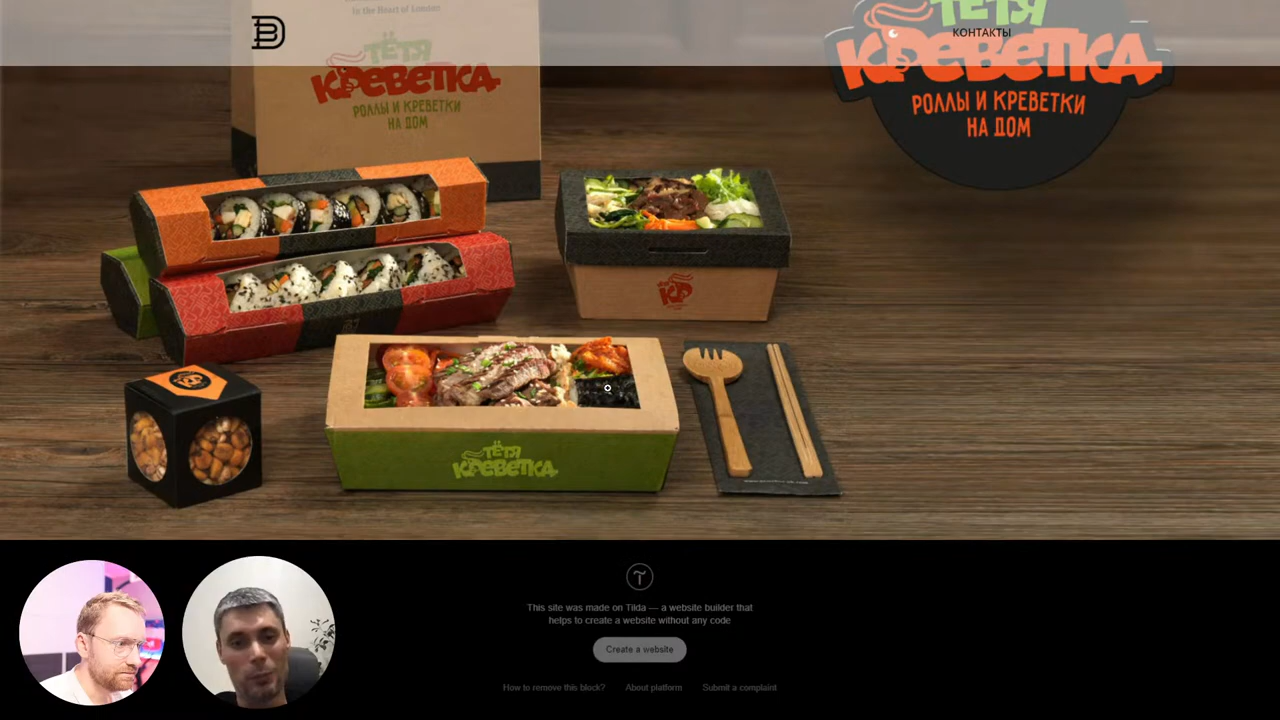 In the Heart of London
ТЁТЯ
КРЕВЕТКА
РОЛЛЫ И КРЕВЕТКИ
НА ДОМ
КОНТАКТЫ
ТЁТЯ
КРЕВЕТКА
РОЛЛЫ И КРЕВЕТКИ
НА ДОМ
КР
ТЁТЯ
КРЕВЕТКА
This site was made on Tilda — a website builder that
helps to create a website without any code
Create a website
How to remove this block?
About platform
Submit a complaint